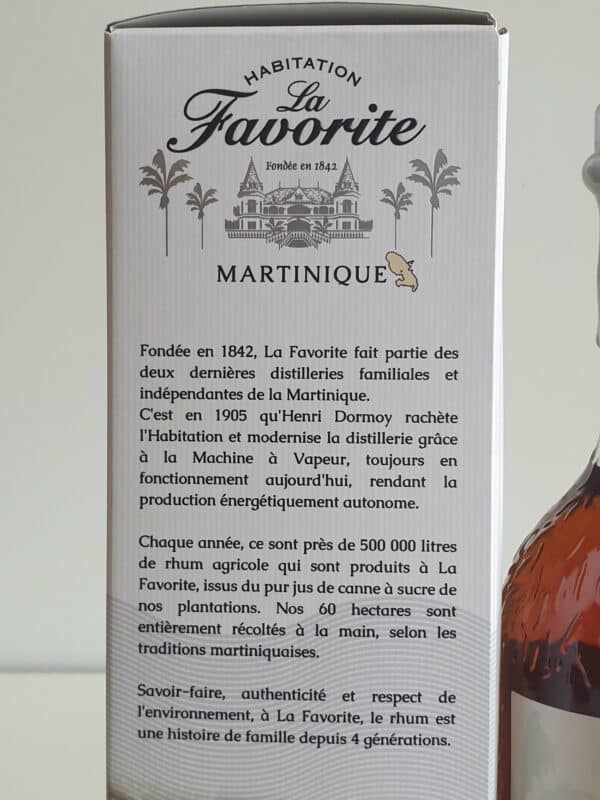 HABITATION
La
Favorite
Fondée en 1842
MARTINIQUE
Fondée en 1842, La Favorite fait partie des
deux dernières distilleries familiales et
indépendantes de la Martinique.
C'est en 1905 qu'Henri Dormoy rachète
l'Habitation et modernise la distillerie grâce
à la Machine à Vapeur, toujours en
fonctionnement aujourd'hui, rendant la
production énergétiquement autonome.
Chaque année, ce sont près de 500 000 litres
de rhum agricole qui sont produits à La
Favorite, issus du pur jus de canne à sucre de
nos plantations. Nos 60 hectares sont
entièrement récoltés à la main, selon les
traditions martiniquaises.
Savoir-faire, authenticité et respect de
l'environnement, à La Favorite, le rhum est
une histoire de famille depuis 4 générations.